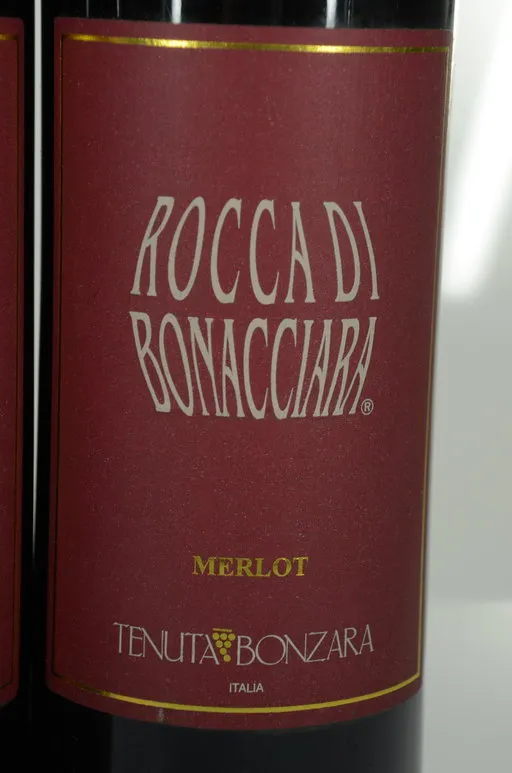 ROCCA DI
BONACCIARA®
MERLOT
TENUTA BONZARA
ITALIA